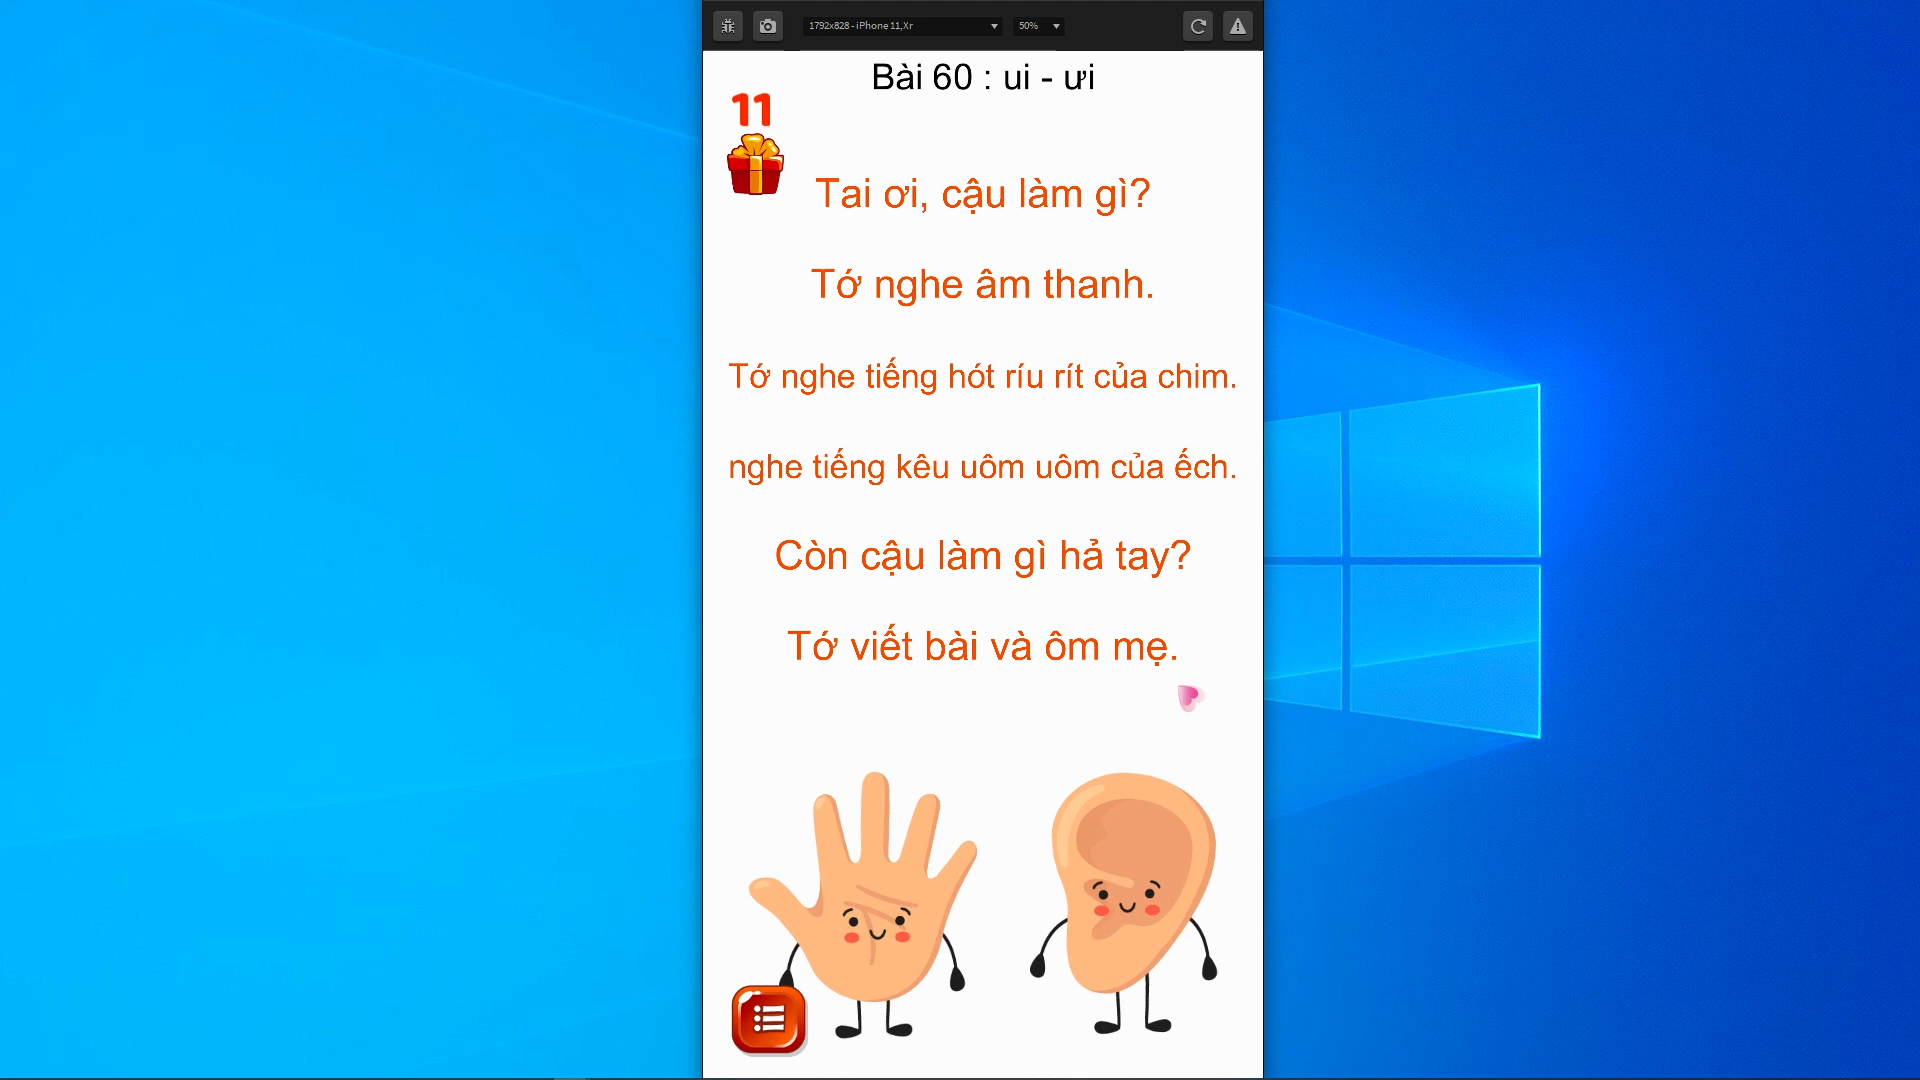 1792x828 - iPhone 11,Xr
50%
Bài 60 : ui - ưi
11
Tai ơi, cậu làm gì?
Tớ nghe âm thanh.
Tớ nghe tiếng hót ríu rít của chim.
nghe tiếng kêu uôm uôm của ếch.
Còn cậu làm gì hả tay?
Tớ viết bài và ôm mẹ.